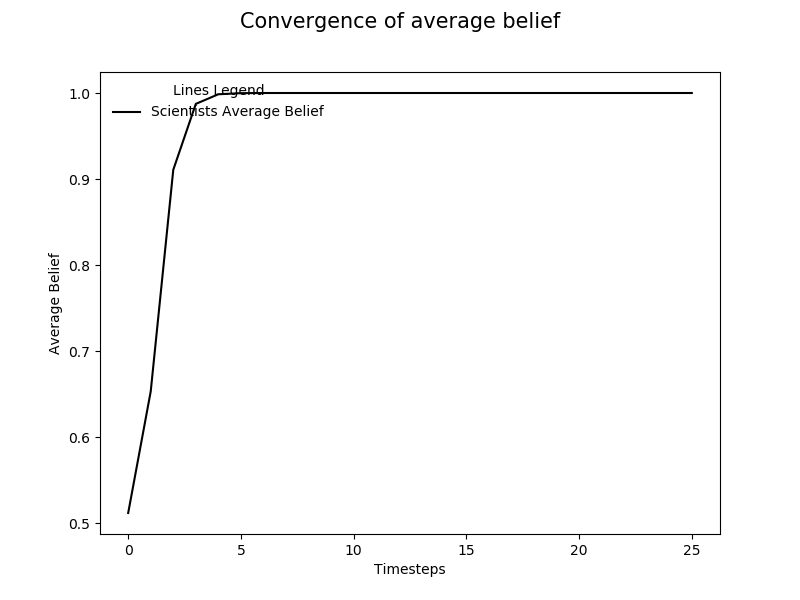 Convergence of average belief
Lines Legend
Scientists Average Belief
1.0
0.9
0.8
0.7
0.6
0.5
Average Belief
0 5 10 15 20 25
Timesteps